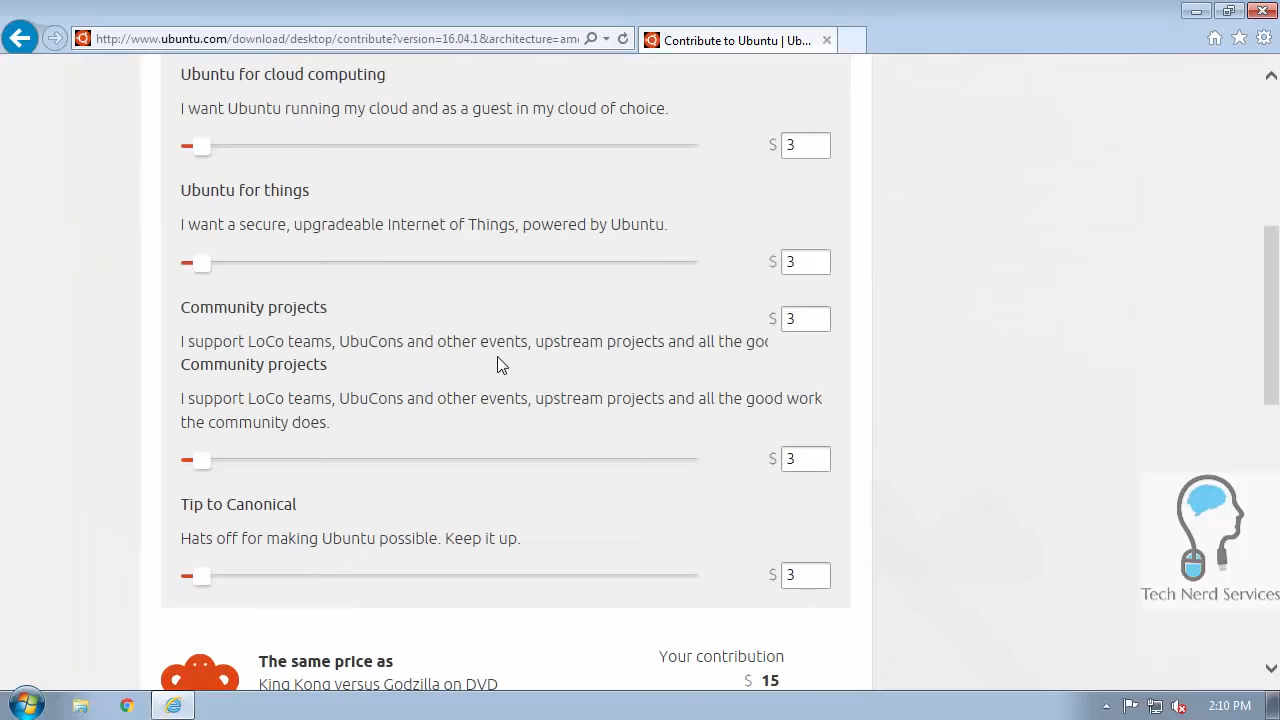 http://www.ubuntu.com/download/desktop/contribute?version=16.04.1&architecture=am
Contribute to Ubuntu | Ub...
Ubuntu for cloud computing
I want Ubuntu running my cloud and as a guest in my cloud of choice.
$ 3
Ubuntu for things
I want a secure, upgradeable Internet of Things, powered by Ubuntu.
$ 3
Community projects
$ 3
I support LoCo teams, UbuCons and other events, upstream projects and all the goo
Community projects
I support LoCo teams, UbuCons and other events, upstream projects and all the good work
the community does.
$ 3
Tip to Canonical
Hats off for making Ubuntu possible. Keep it up.
$ 3
Tech Nerd Services
The same price as
King Kong versus Godzilla on DVD
Your contribution
$ 15
2:10 PM